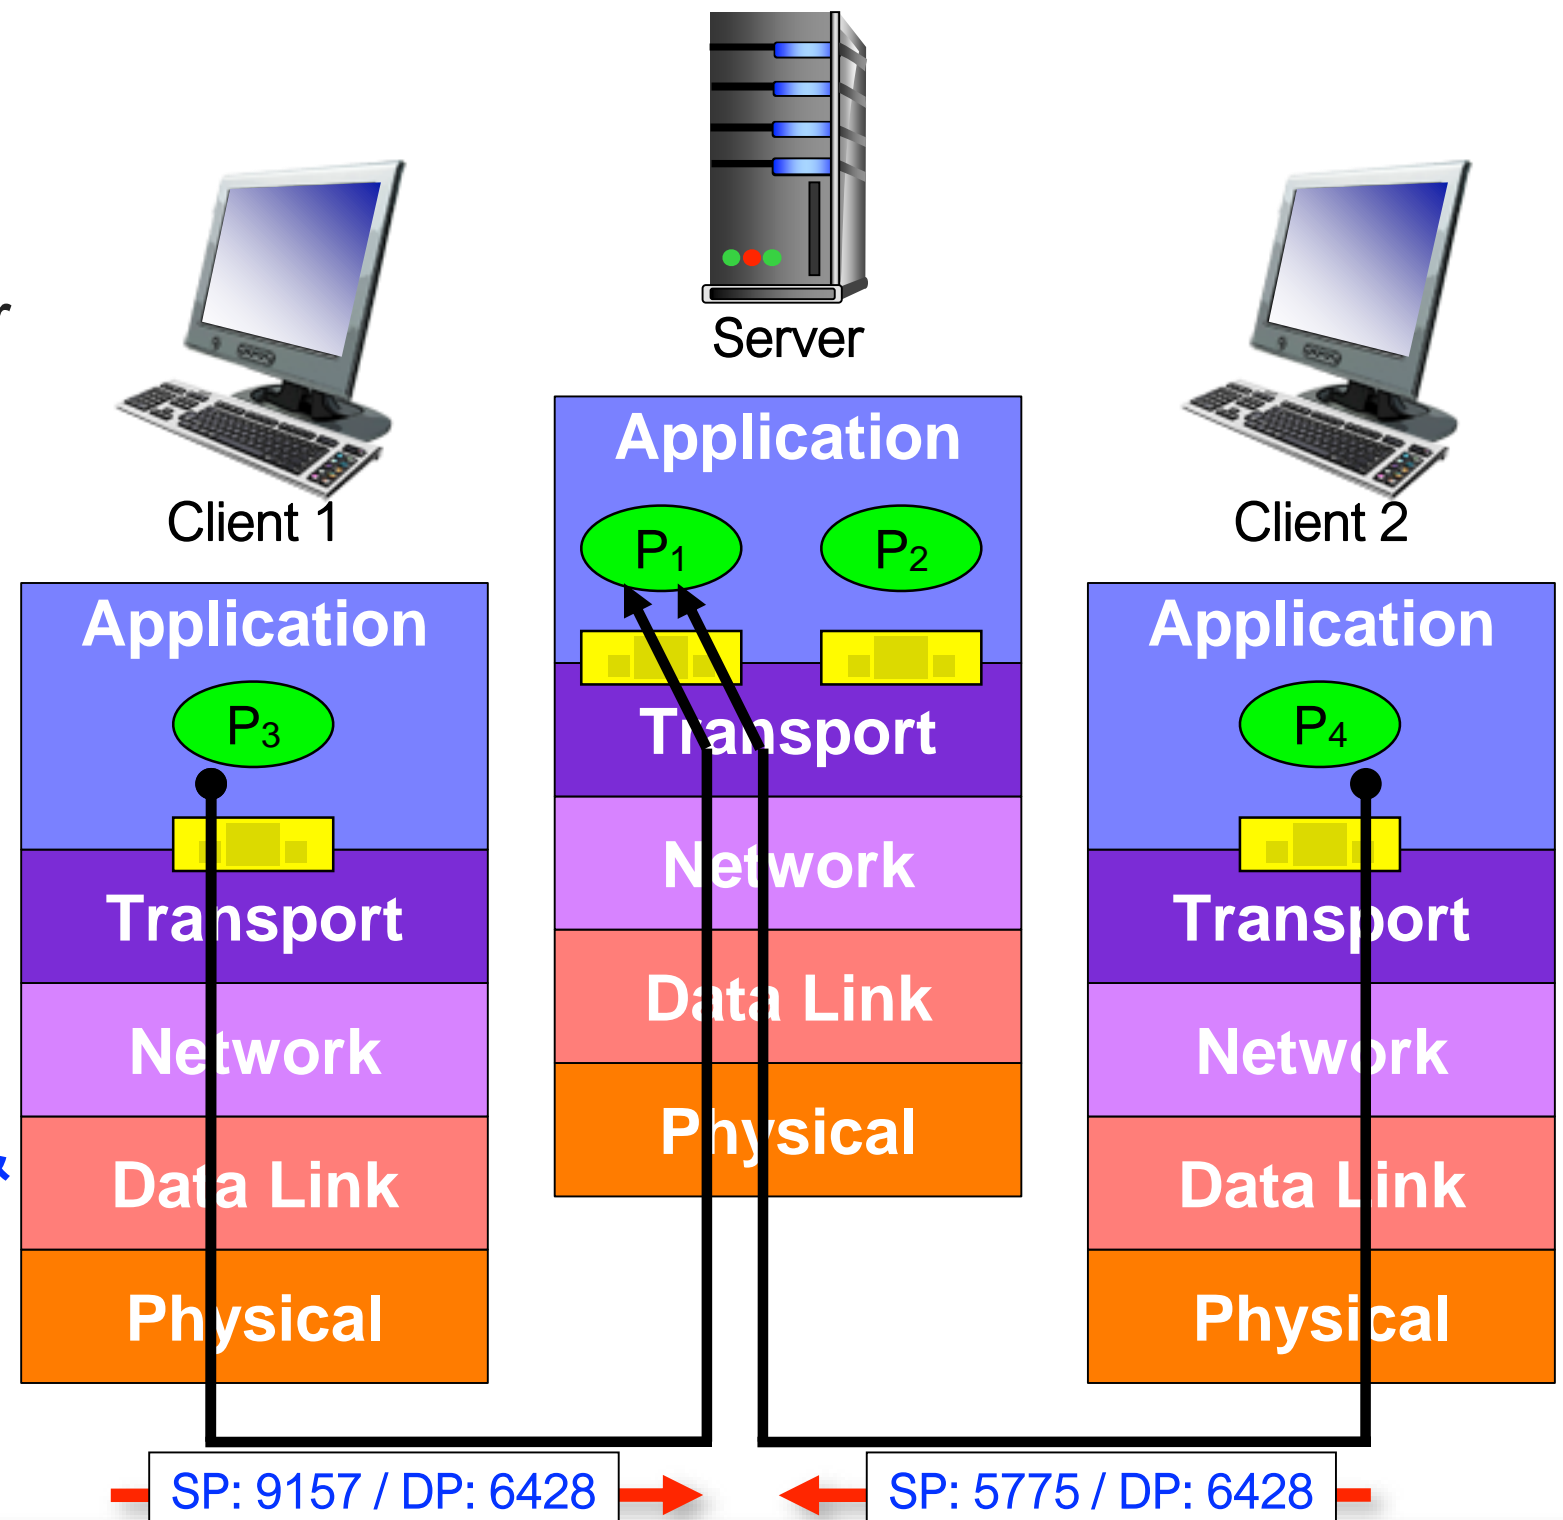 Server
Client 1
Client 2
Application
P1
P2
Transport
Network
Data Link
Physical
Application
P3
Transport
Network
Data Link
Physical
Application
P4
Transport
Network
Data Link
Physical
r
&
SP: 9157 / DP: 6428
SP: 5775 / DP: 6428